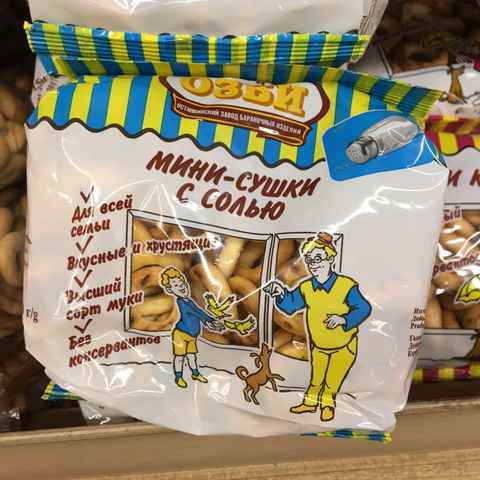 ОЗБИ
ОСТАНКИНСКИЙ ЗАВОД БАРАНОЧНЫХ ИЗДЕЛИЙ
МИНИ-СУШКИ
С СОЛЬЮ
Для всей
семьи
Вкусные и хрустящие
Высший
сорт муки
Без
консервантов
г/g